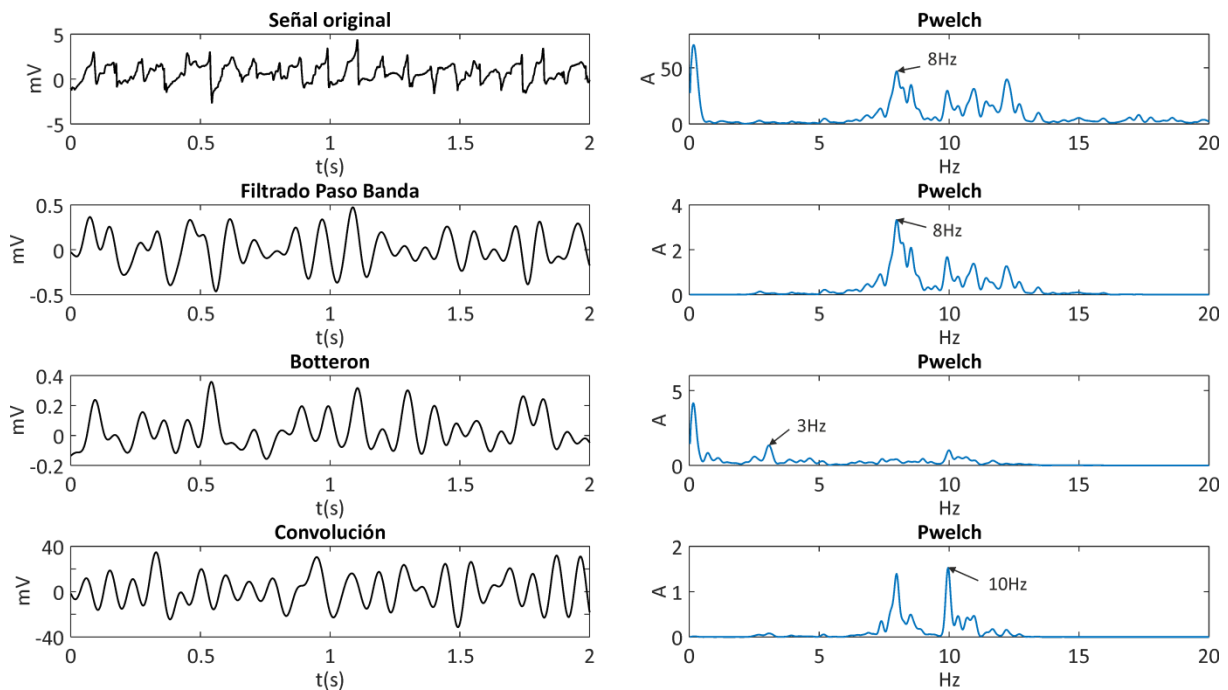 Señal original
5
0
-5
mV
0 0.5 1 1.5 2
t(s)
Pwelch
50
0
A
8Hz
0 5 10 15 20
Hz
Filtrado Paso Banda
0.5
0
-0.5
mV
0 0.5 1 1.5 2
t(s)
Pwelch
4
2
0
A
8Hz
0 5 10 15 20
Hz
Botteron
0.4
0.2
0
-0.2
mV
0 0.5 1 1.5 2
t(s)
Pwelch
5
0
A
3Hz
0 5 10 15 20
Hz
Convolución
40
0
-40
mV
0 0.5 1 1.5 2
t(s)
Pwelch
2
1
0
A
10Hz
0 5 10 15 20
Hz